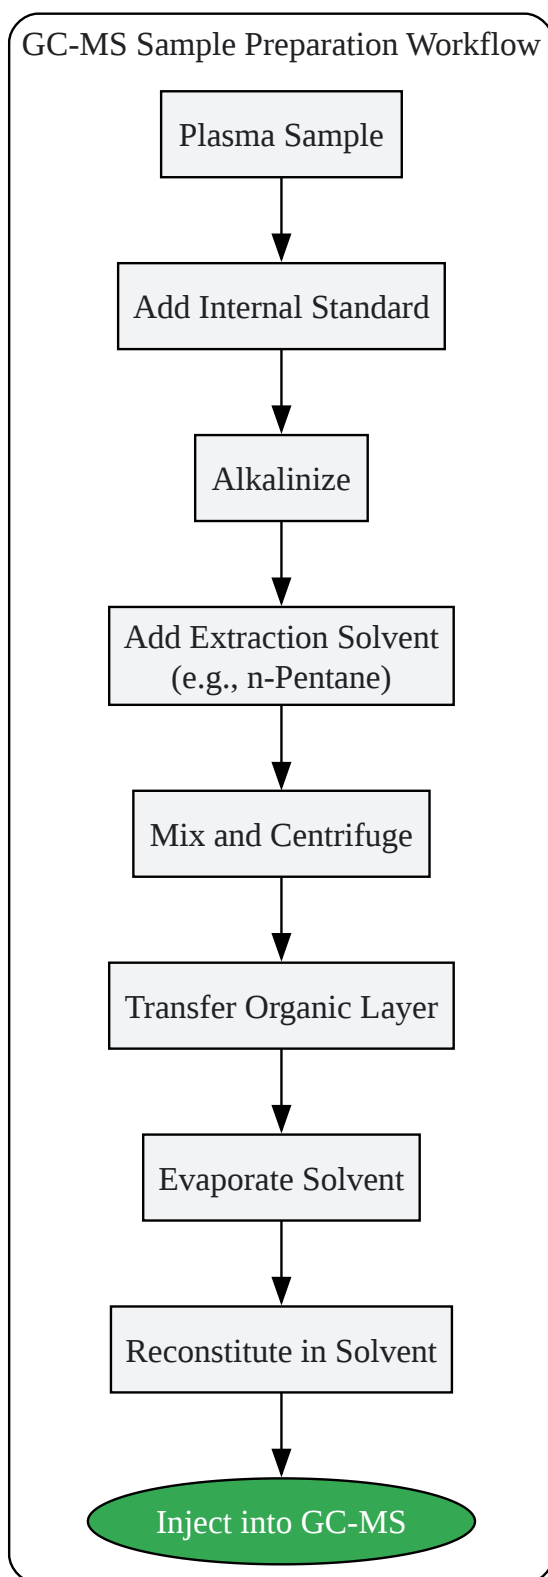 GC-MS Sample Preparation Workflow
Plasma Sample
Add Internal Standard
Alkalinize
Add Extraction Solvent
(e.g., n-Pentane)
Mix and Centrifuge
Transfer Organic Layer
Evaporate Solvent
Reconstitute in Solvent
Inject into GC-MS